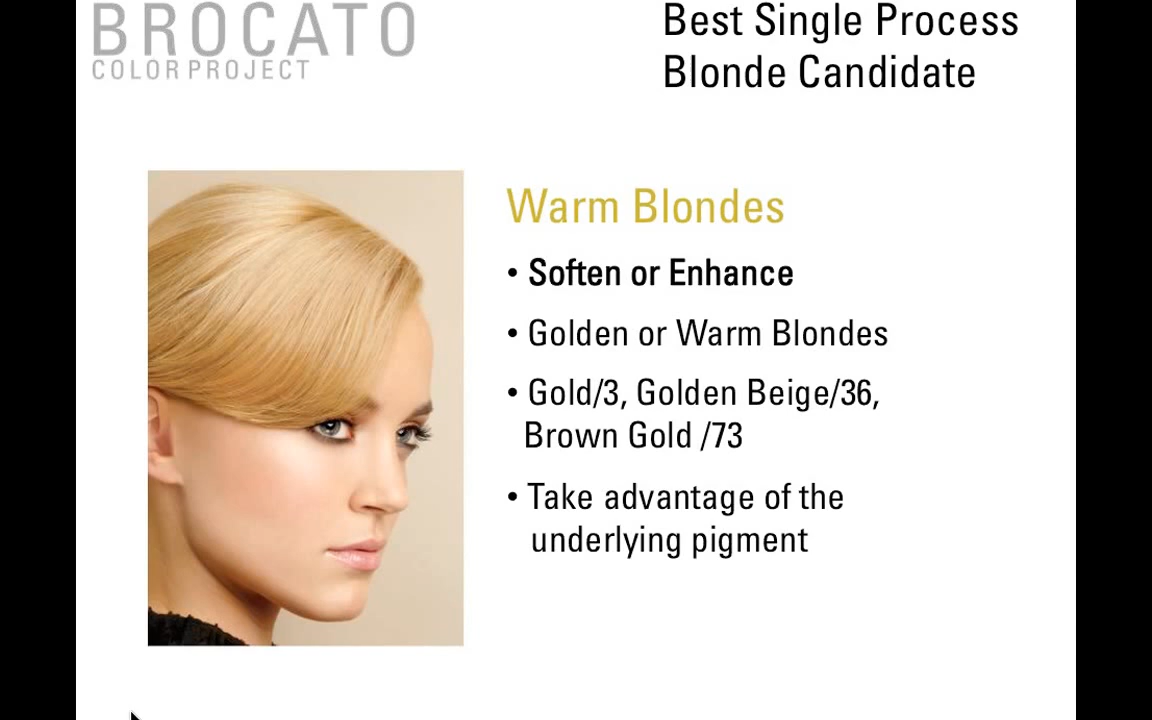 BROCATO
COLOR PROJECT
Best Single Process
Blonde Candidate
Warm Blondes
• Soften or Enhance
• Golden or Warm Blondes
• Gold/3, Golden Beige/36,
Brown Gold /73
• Take advantage of the
underlying pigment